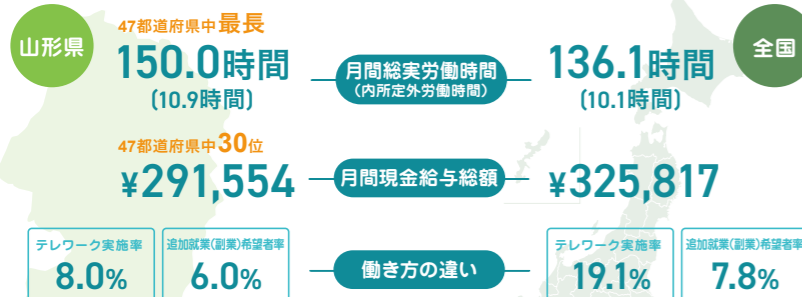 山形県
47都道府県中最長
150.0時間
(10.9時間)
月間総実労働時間
(内所定外労働時間)
全国
136.1時間
(10.1時間)
47都道府県中30位
¥291,554
月間現金給与総額
¥325,817
テレワーク実施率
8.0%
追加就業(副業)希望者率
6.0%
働き方の違い
テレワーク実施率
19.1%
追加就業(副業)希望者率
7.8%